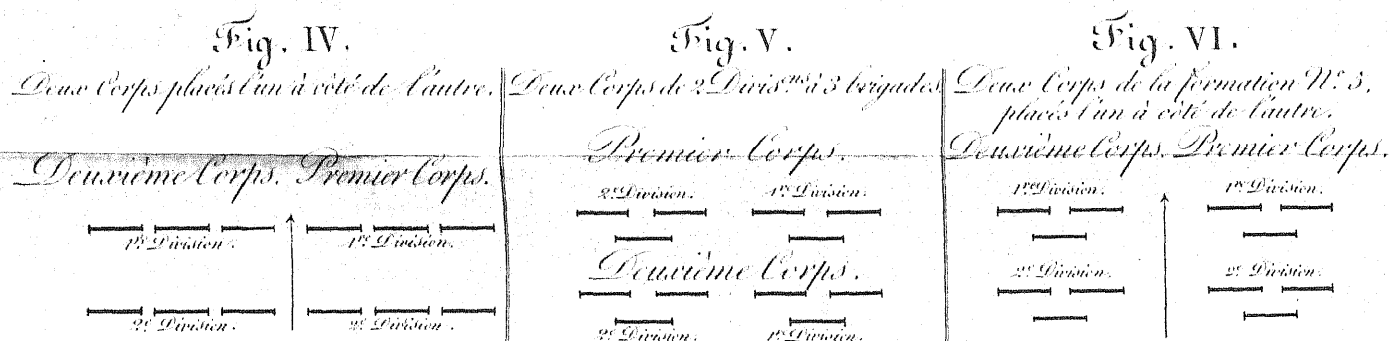 Fig. IV.
Deux Corps placés l'un à côté de l'autre.
Deuxième Corps. Premier Corps.
1re Division. 1re Division.
2e Division. 2e Division.
Fig. V.
Deux Corps de 2 Divisons à 3 brigades
Premier Corps.
2e Division. 1re Division.
Deuxième Corps.
2e Division. 1re Division.
Fig. VI.
Deux Corps de la formation No. 5,
placés l'un à côté de l'autre.
Deuxième Corps. Premier Corps.
1re Division. 1re Division.
2e Division. 2e Division.